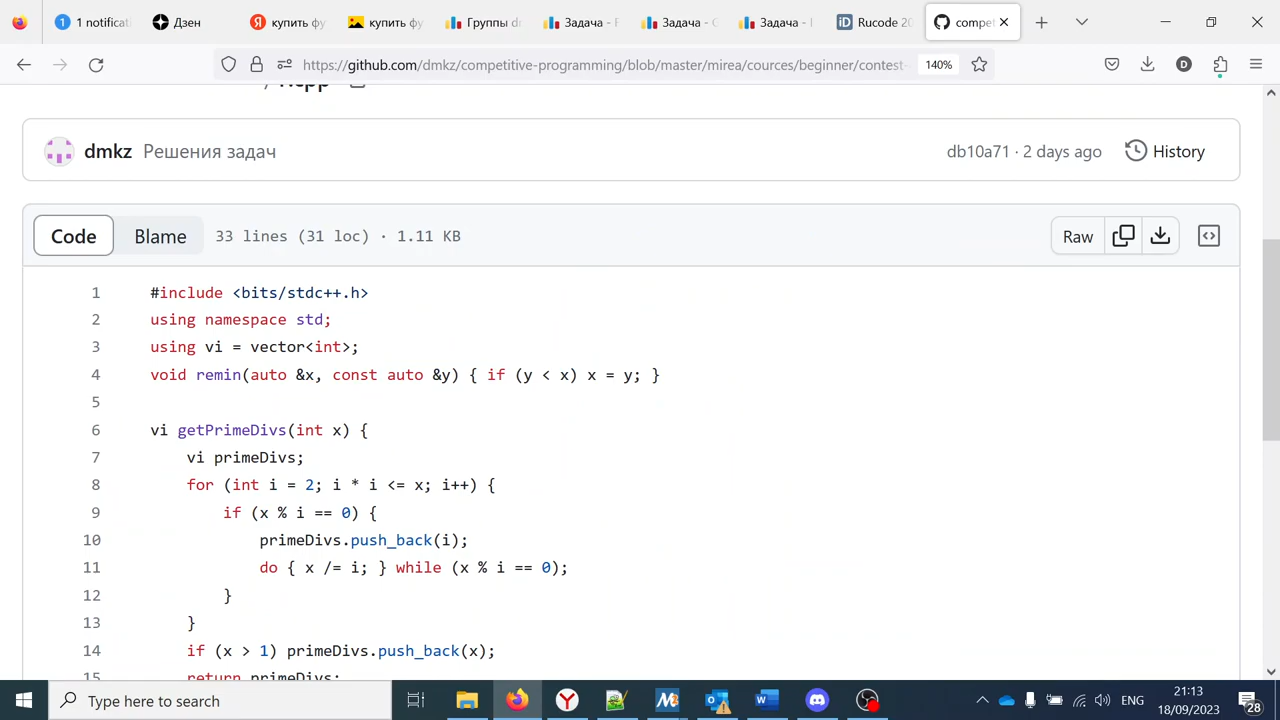 1 notificat
Дзен
купить фу
купить фу
Группы dr
Задача - F
Задача - C
Задача - I
Rucode 20
compet
https://github.com/dmkz/competitive-programming/blob/master/mirea/cources/beginner/contest-
140%
dmkz Решения задач
db10a71 · 2 days ago
History
Code Blame 33 lines (31 loc) · 1.11 KB
Raw
1 #include <bits/stdc++.h>
2 using namespace std;
3 using vi = vector<int>;
4 void remin(auto &x, const auto &y) { if (y < x) x = y; }
5
6 vi getPrimeDivs(int x) {
7 vi primeDivs;
8 for (int i = 2; i * i <= x; i++) {
9 if (x % i == 0) {
10 primeDivs.push_back(i);
11 do { x /= i; } while (x % i == 0);
12 }
13 }
14 if (x > 1) primeDivs.push_back(x);
15 return primeDivs;
Type here to search
ENG
21:13
18/09/2023
28